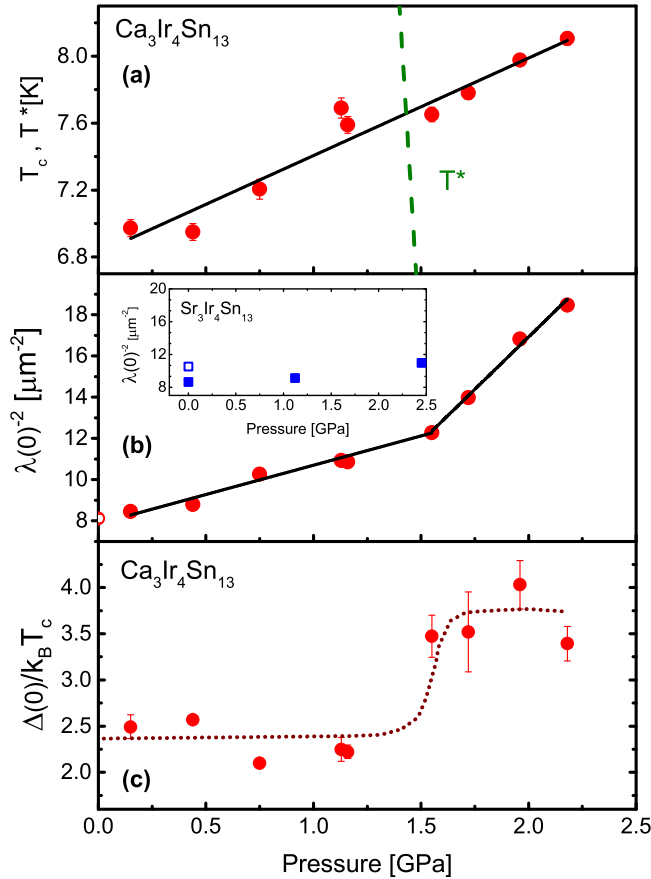 Ca₃Ir₄Sn₁₃
(a)
T_c , T *[K]
8.0
7.6
7.2
6.8
T*
λ(0)⁻² [μm⁻²]
18
16
14
12
10
8
(b)
Sr₃Ir₄Sn₁₃
λ(0)⁻² [μm⁻²]
20
16
12
8
0.0 0.5 1.0 1.5 2.0 2.5
Pressure [GPa]
Ca₃Ir₄Sn₁₃
Δ(0)/k_B T_c
4.0
3.5
3.0
2.5
2.0
(c)
0.0 0.5 1.0 1.5 2.0 2.5
Pressure [GPa]